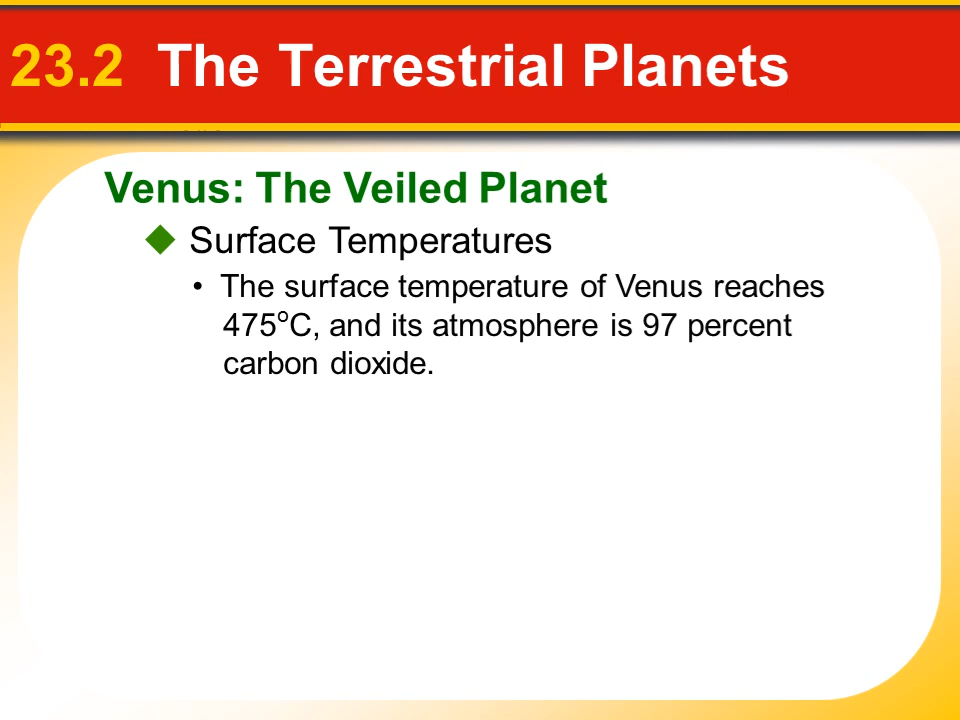 23.2 The Terrestrial Planets
Venus: The Veiled Planet
◆ Surface Temperatures
• The surface temperature of Venus reaches
475ºC, and its atmosphere is 97 percent
carbon dioxide.